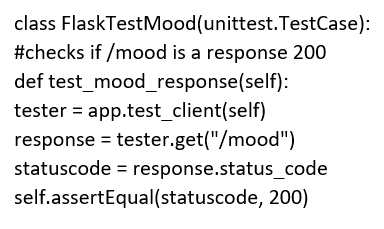 class FlaskTestMood(unittest.TestCase):
#checks if /mood is a response 200
def test_mood_response(self):
tester = app.test_client(self)
response = tester.get("/mood")
statuscode = response.status_code
self.assertEqual(statuscode, 200)